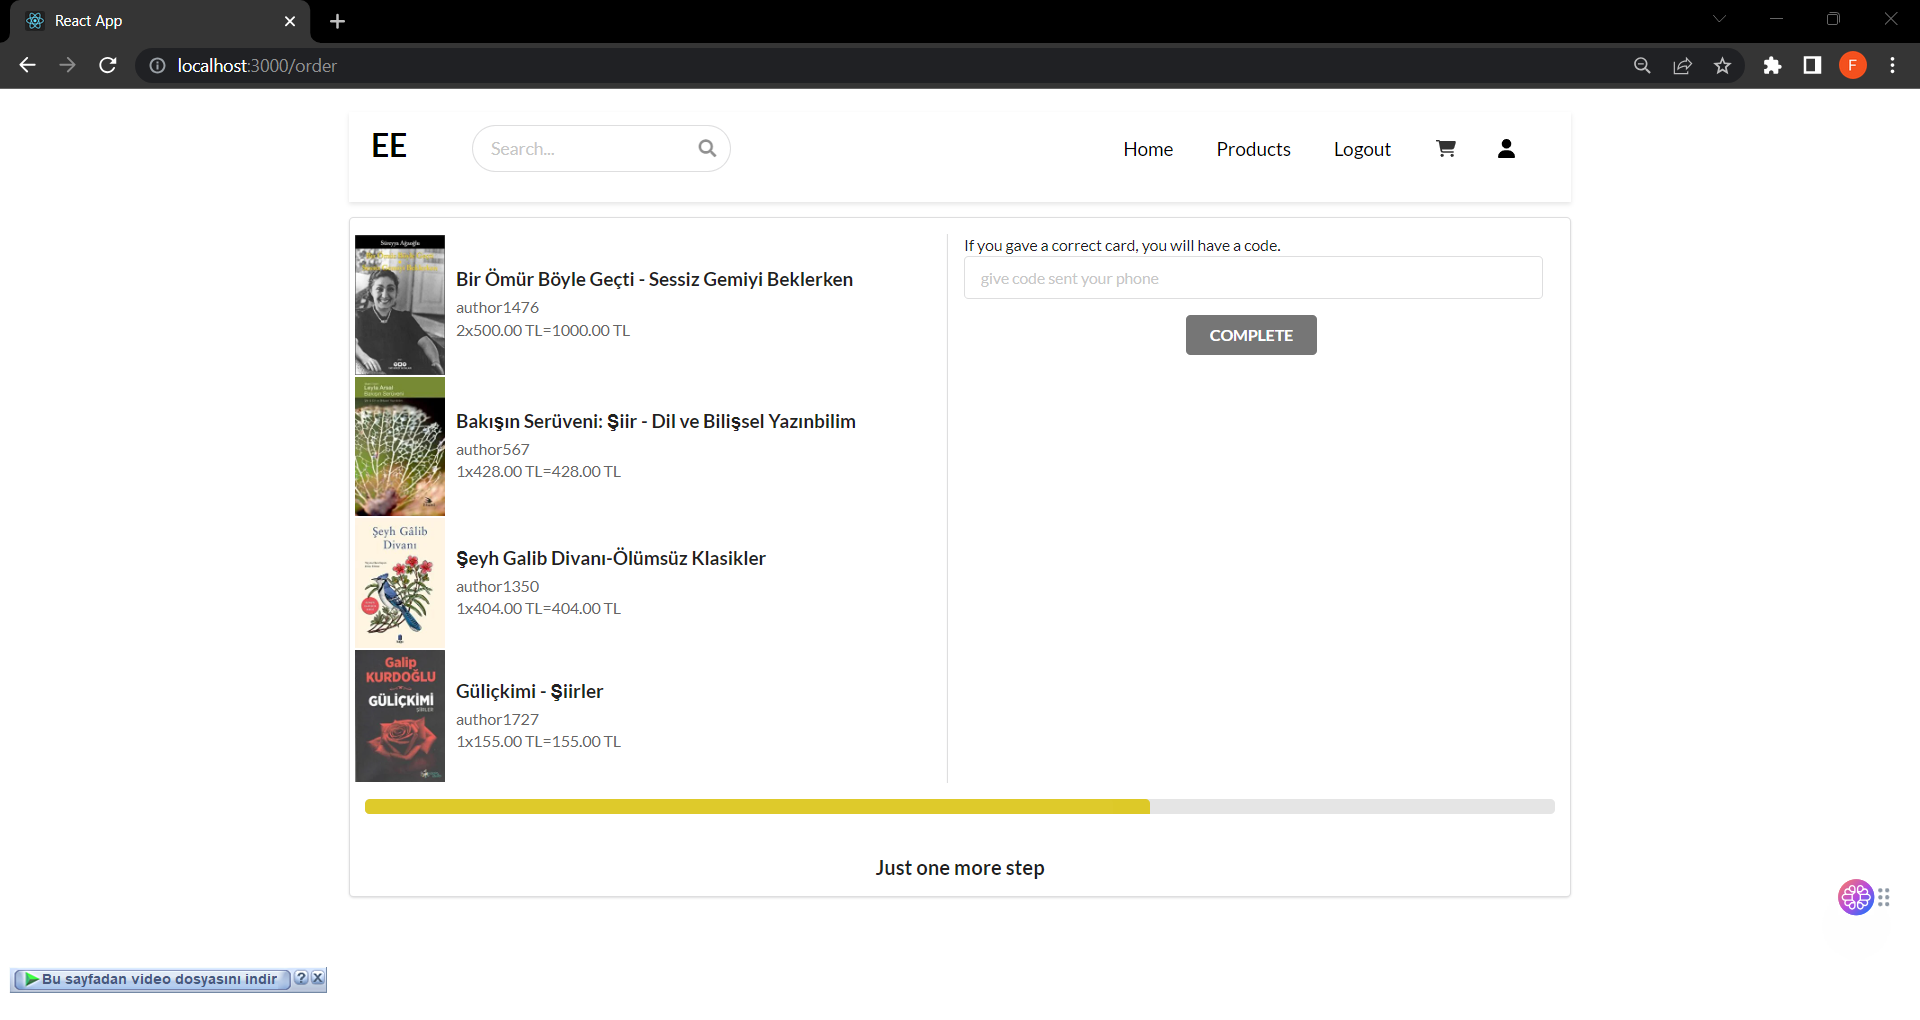 React App
localhost:3000/order
F
EE
Search...
Home
Products
Logout
Süreyya Ağaoğlu
Bir Ömür Böyle Geçti - Sessiz Gemiyi Beklerken
author1476
2x500.00 TL=1000.00 TL
If you gave a correct card, you will have a code.
give code sent your phone
COMPLETE
Bakışın Serüveni: Şiir - Dil ve Bilişsel Yazınbilim
author567
1x428.00 TL=428.00 TL
Şeyh Gâlib
Divanı
Şeyh Galib Divanı-Ölümsüz Klasikler
author1350
1x404.00 TL=404.00 TL
Galip
KURDOĞLU
GÜLİÇKİMİ
ŞİİRLER
Güliçkimi - Şiirler
author1727
1x155.00 TL=155.00 TL
Just one more step
Bu sayfadan video dosyasını indir